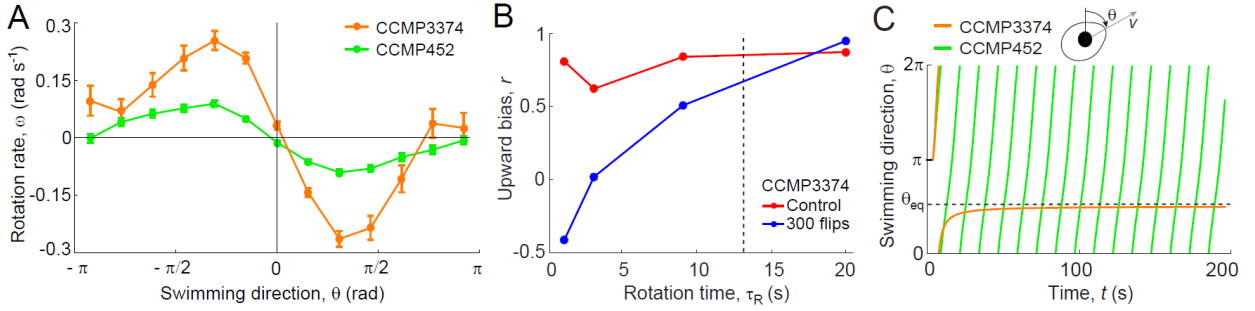 A
Rotation rate, ω (rad s⁻¹)
0.3
0.15
0
-0.15
-0.3
CCMP3374
CCMP452
- π
- π/2
0
π/2
π
Swimming direction, θ (rad)
B
Upward bias, r
1
0.5
0
-0.5
CCMP3374
Control
300 flips
0
5
10
15
20
Rotation time, τR (s)
C
CCMP3374
CCMP452
θ
v
Swimming direction, θ
2π
π
θeq
0
0
100
200
Time, t (s)